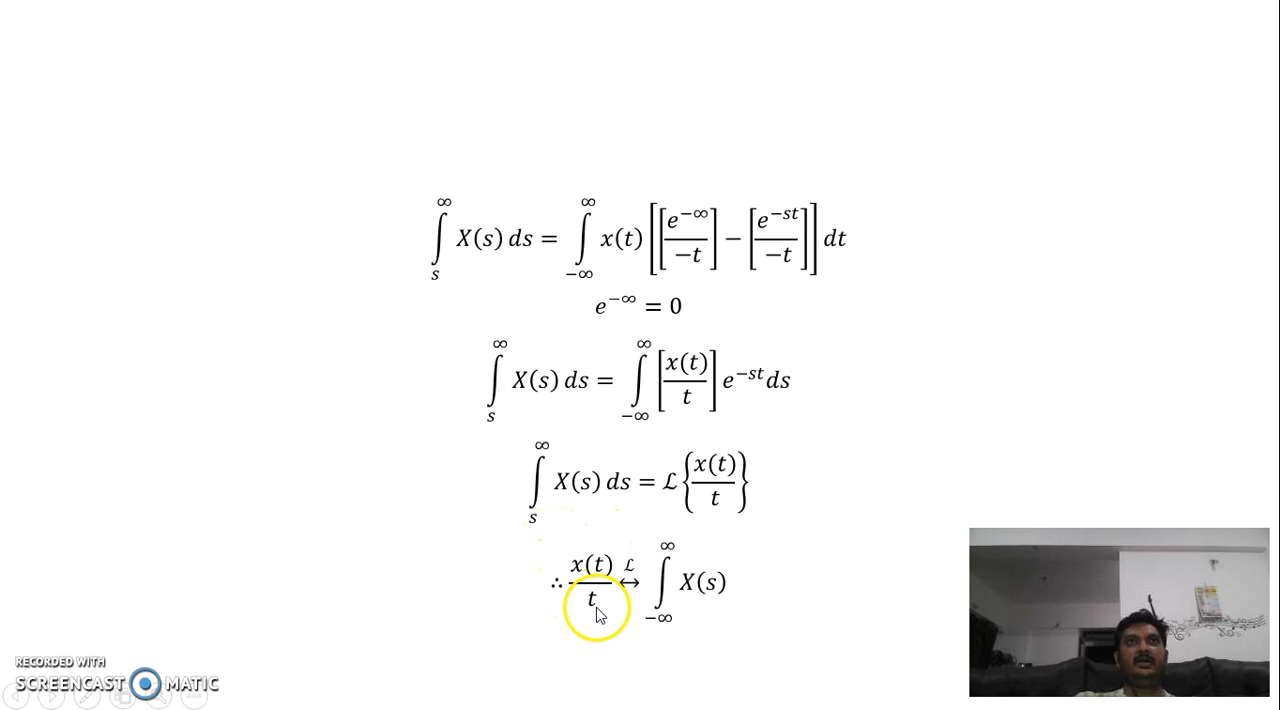 ∫_s^∞ X(s) ds = ∫_{−∞}^∞ x(t) [[e^{−∞}/−t] − [e^{−st}/−t]] dt
e^{−∞} = 0
∫_s^∞ X(s) ds = ∫_{−∞}^∞ [x(t)/t] e^{−st} ds
∫_s^∞ X(s) ds = ℒ{x(t)/t}
∴ x(t)/t ↔^ℒ ∫_{−∞}^∞ X(s)
RECORDED WITH
SCREENCAST MATIC